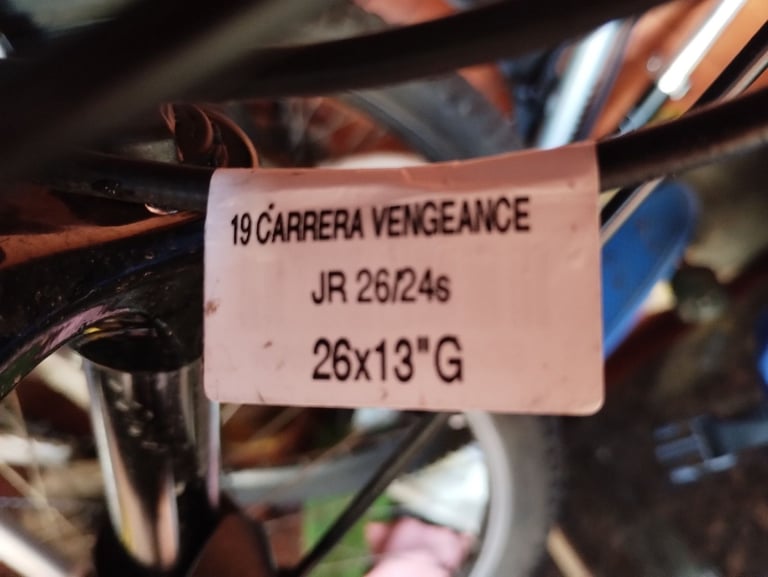 19 CARRERA VENGEANCE
JR 26/24s
26x13"G